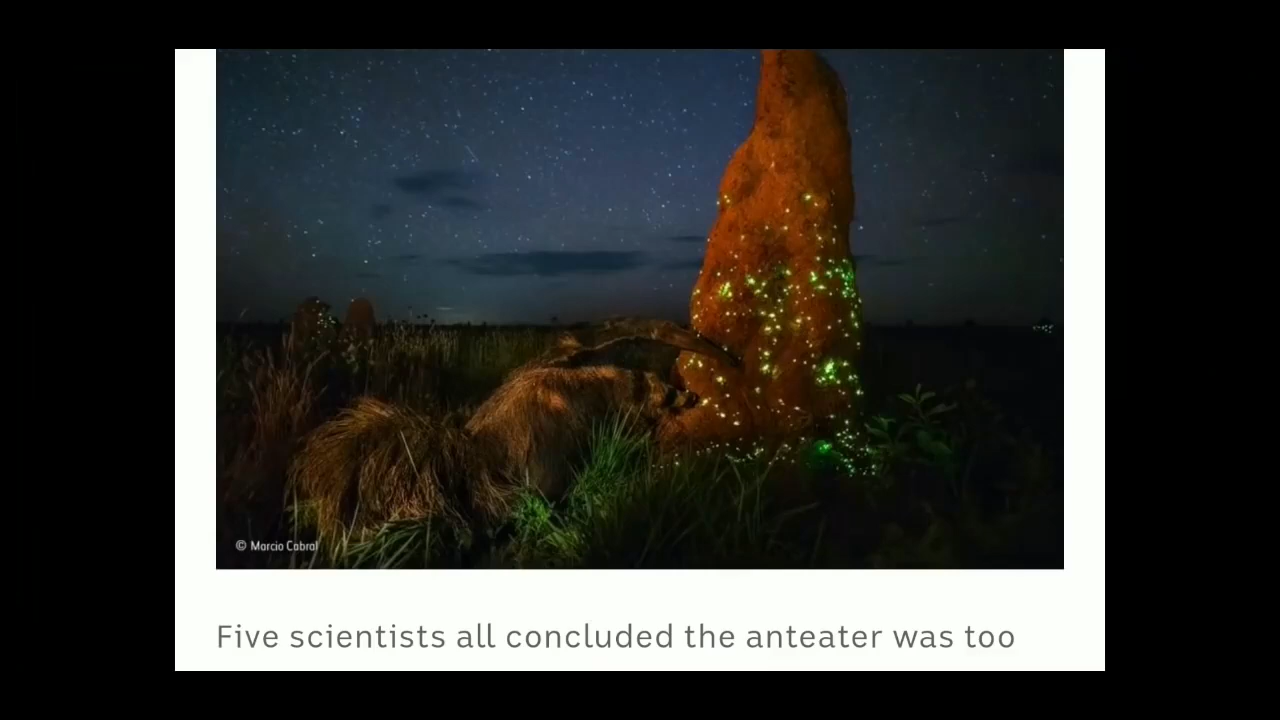 © Marcio Cabral
Five scientists all concluded the anteater was too